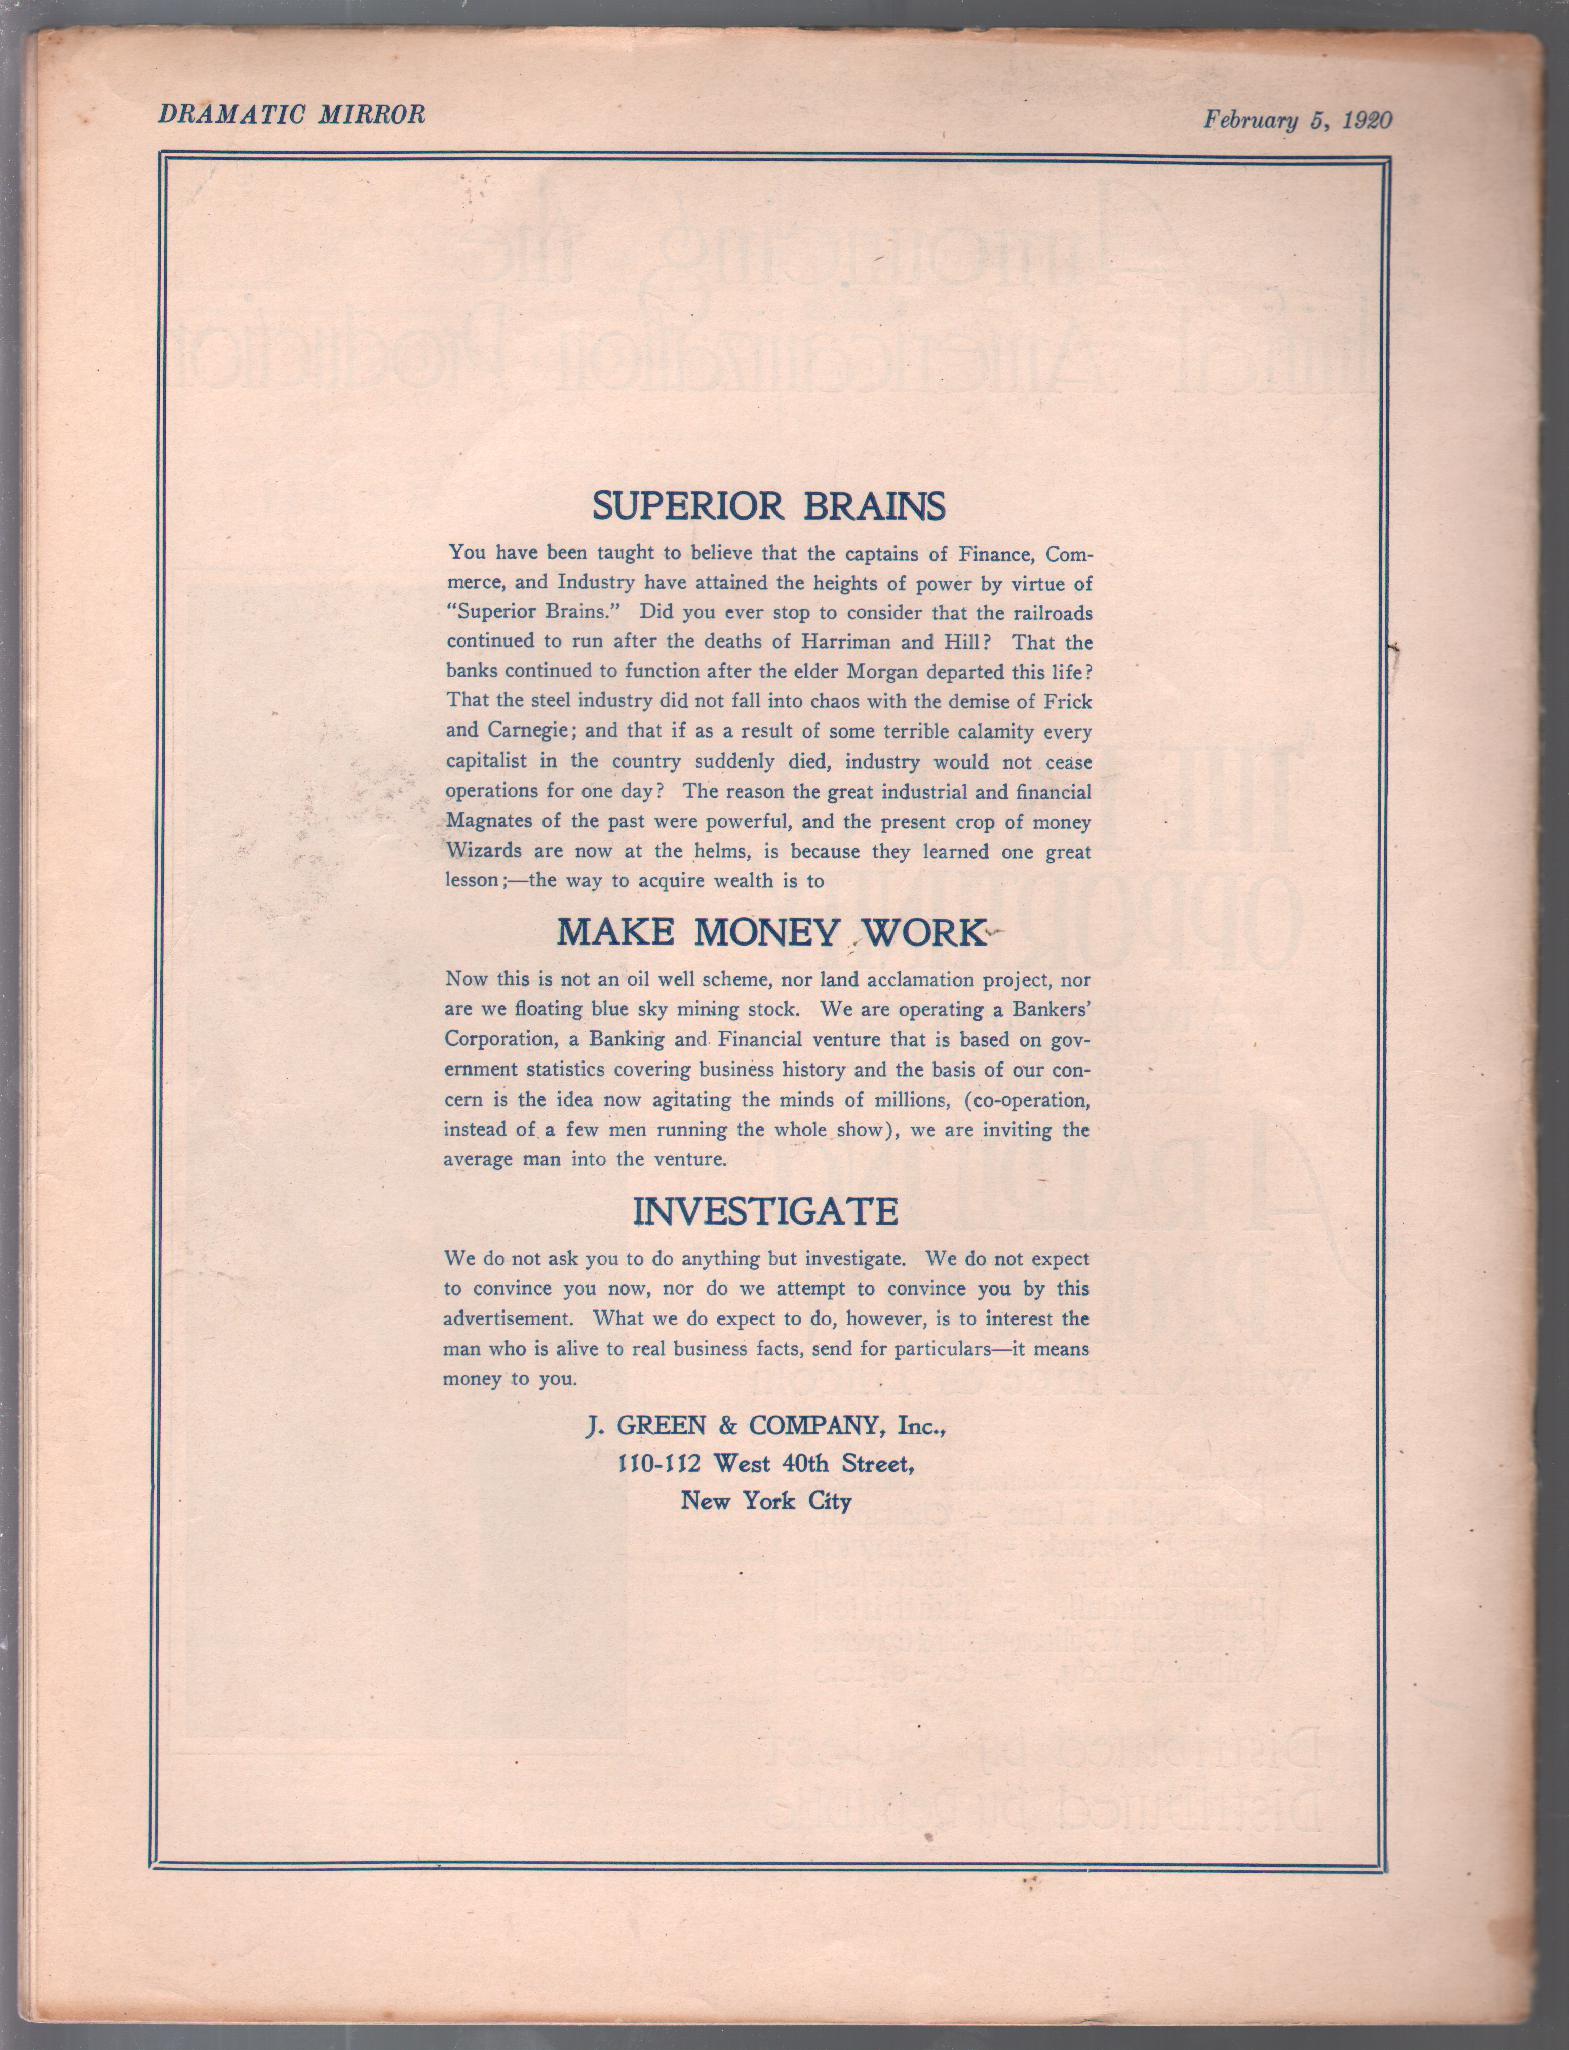 DRAMATIC MIRROR
February 5, 1920
SUPERIOR BRAINS
You have been taught to believe that the captains of Finance, Com-
merce, and Industry have attained the heights of power by virtue of
“Superior Brains.” Did you ever stop to consider that the railroads
continued to run after the deaths of Harriman and Hill? That the
banks continued to function after the elder Morgan departed this life?
That the steel industry did not fall into chaos with the demise of Frick
and Carnegie; and that if as a result of some terrible calamity every
capitalist in the country suddenly died, industry would not cease
operations for one day? The reason the great industrial and financial
Magnates of the past were powerful, and the present crop of money
Wizards are now at the helms, is because they learned one great
lesson;—the way to acquire wealth is to
MAKE MONEY WORK
Now this is not an oil well scheme, nor land acclamation project, nor
are we floating blue sky mining stock. We are operating a Bankers’
Corporation, a Banking and Financial venture that is based on gov-
ernment statistics covering business history and the basis of our con-
cern is the idea now agitating the minds of millions, (co-operation,
instead of a few men running the whole show), we are inviting the
average man into the venture.
INVESTIGATE
We do not ask you to do anything but investigate. We do not expect
to convince you now, nor do we attempt to convince you by this
advertisement. What we do expect to do, however, is to interest the
man who is alive to real business facts, send for particulars—it means
money to you.
J. GREEN & COMPANY, Inc.,
110-112 West 40th Street,
New York City